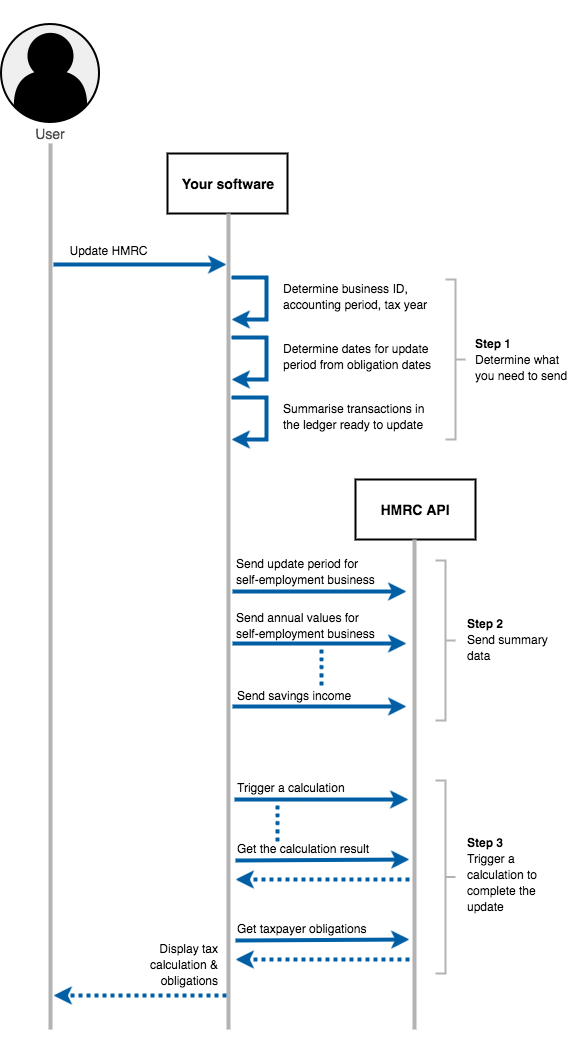 User
Your software
Update HMRC
Determine business ID,
accounting period, tax year
Determine dates for update
period from obligation dates
Summarise transactions in
the ledger ready to update
Step 1
Determine what
you need to send
HMRC API
Send update period for
self-employment business
Send annual values for
self-employment business
Send savings income
Step 2
Send summary
data
Trigger a calculation
Get the calculation result
Get taxpayer obligations
Step 3
Trigger a
calculation to
complete the
update
Display tax
calculation &
obligations